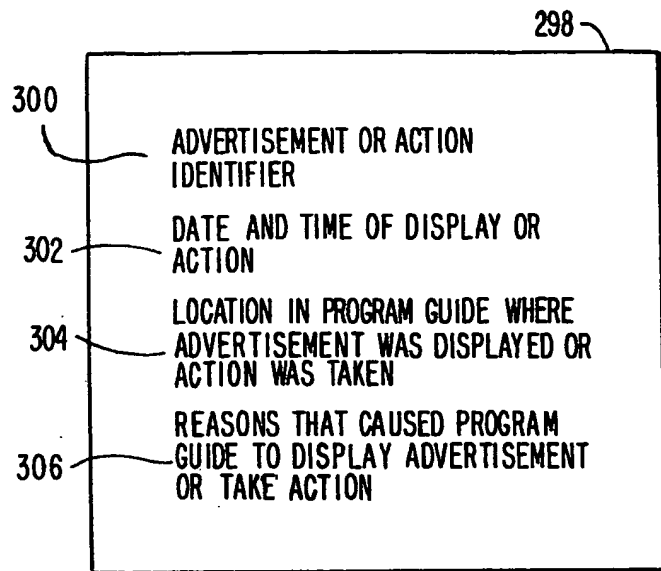 298
300
ADVERTISEMENT OR ACTION
IDENTIFIER
302
DATE AND TIME OF DISPLAY OR
ACTION
304
LOCATION IN PROGRAM GUIDE WHERE
ADVERTISEMENT WAS DISPLAYED OR
ACTION WAS TAKEN
306
REASONS THAT CAUSED PROGRAM
GUIDE TO DISPLAY ADVERTISEMENT
OR TAKE ACTION